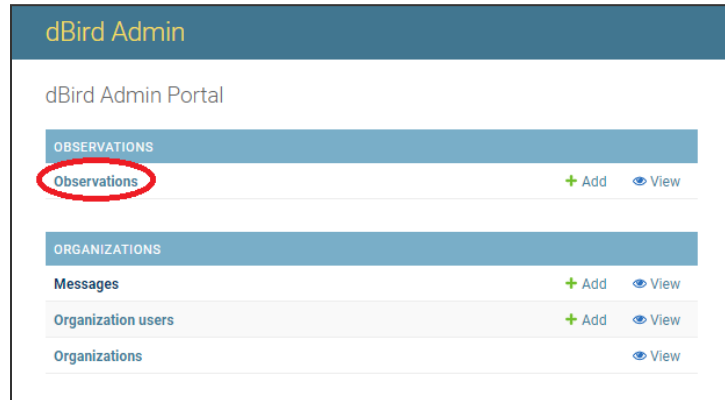 dBird Admin
dBird Admin Portal
OBSERVATIONS
Observations + Add View
ORGANIZATIONS
Messages + Add View
Organization users + Add View
Organizations View